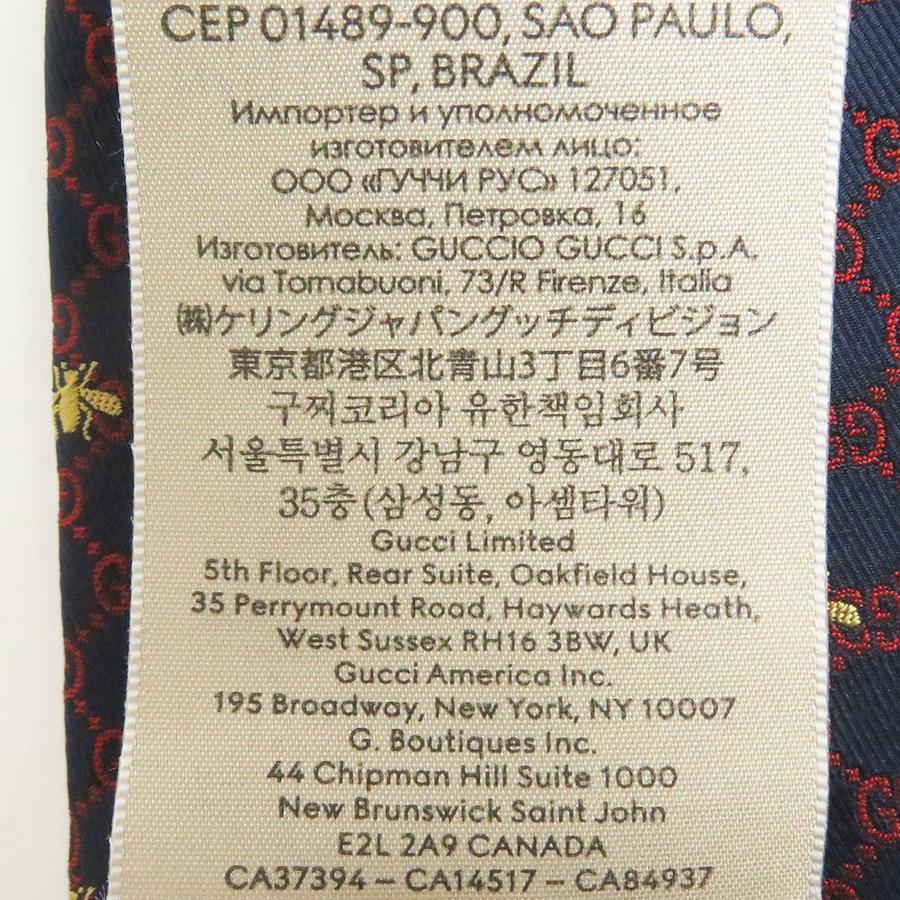 CEP 01489-900, SAO PAULO,
SP, BRAZIL
Импортер и уполномоченное
изготовителем лицо:
ООО «ГУЧЧИ РУС» 127051,
Москва, Петровка, 16
Изготовитель: GUCCIO GUCCI S.p.A.
via Tornabuoni, 73/R Firenze, Italia
㈱ケリングジャパングッチディビジョン
東京都港区北青山3丁目6番7号
구찌코리아 유한책임회사
서울특별시 강남구 영동대로 517,
35층(삼성동, 아셈타워)
Gucci Limited
5th Floor, Rear Suite, Oakfield House,
35 Perrymount Road, Haywards Heath,
West Sussex RH16 3BW, UK
Gucci America Inc.
195 Broadway, New York, NY 10007
G. Boutiques Inc.
44 Chipman Hill Suite 1000
New Brunswick Saint John
E2L 2A9 CANADA
CA37394 – CA14517 – CA84937